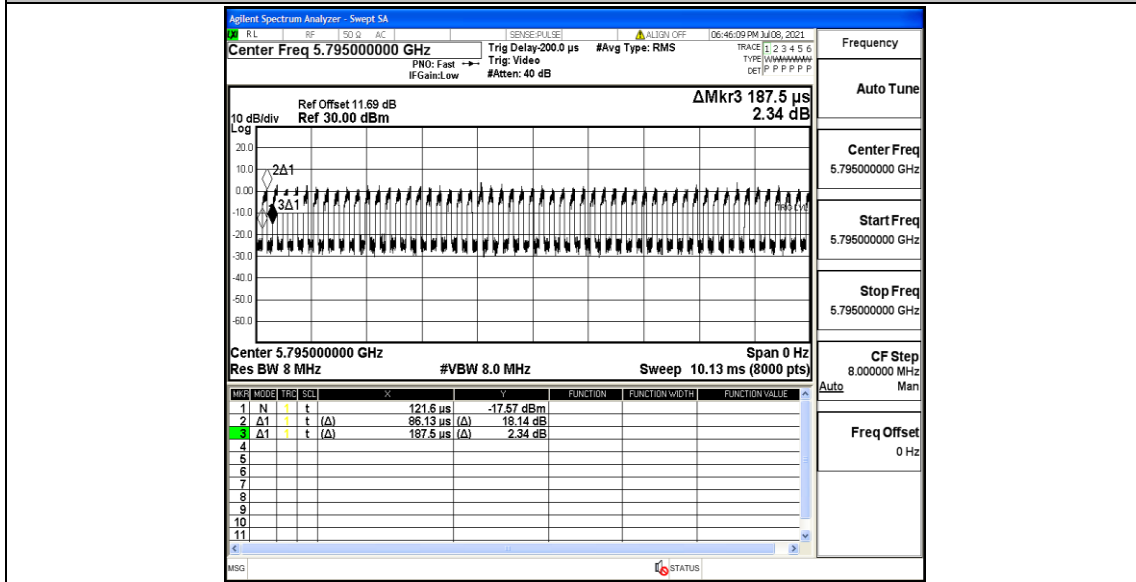 Agilent Spectrum Analyzer - Swept SA
RL RF 50 Ω AC SENSE:PULSE ALIGN OFF 06:46:09 PM Jul 08, 2021
Center Freq 5.795000000 GHz
PNO: Fast
IFGain:Low
Trig Delay-200.0 µs
Trig: Video
#Atten: 40 dB
#Avg Type: RMS
TRACE 1 2 3 4 5 6
TYPE
DET P P P P P P
Frequency
Auto Tune
Center Freq
5.795000000 GHz
Start Freq
5.795000000 GHz
Stop Freq
5.795000000 GHz
CF Step
8.000000 MHz
Auto Man
Freq Offset
0 Hz
ΔMkr3 187.5 µs
2.34 dB
Ref Offset 11.69 dB
10 dB/div Ref 30.00 dBm
Log
20.0
10.0
0.00
-10.0
-20.0
-30.0
-40.0
-50.0
-60.0
2Δ1
3Δ1
TRIG LVL
Center 5.795000000 GHz Span 0 Hz
Res BW 8 MHz #VBW 8.0 MHz Sweep 10.13 ms (8000 pts)
MKR MODE TRC SCL X Y FUNCTION FUNCTION WIDTH FUNCTION VALUE
1 N 1 t 121.6 µs -17.57 dBm
2 Δ1 1 t (Δ) 86.13 µs (Δ) 18.14 dB
3 Δ1 1 t (Δ) 187.5 µs (Δ) 2.34 dB
4
5
6
7
8
9
10
11
MSG STATUS